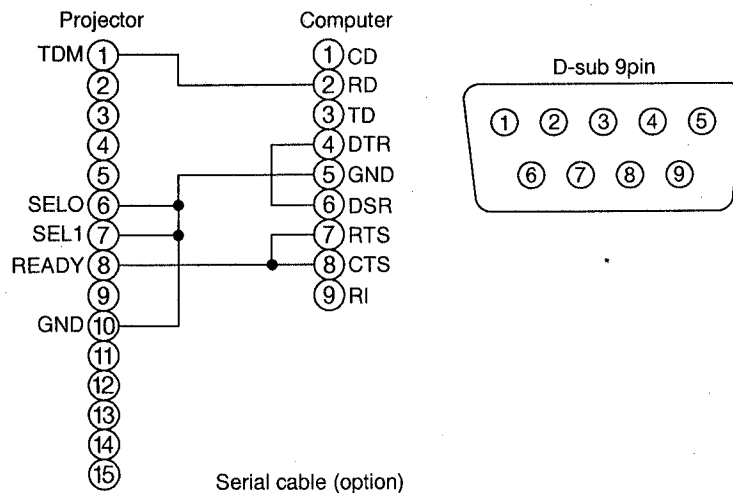 Projector Computer
TDM 1 1 CD
2 2 RD
3 3 TD
4 4 DTR
5 5 GND
SELO 6 6 DSR
SEL1 7 7 RTS
READY 8 8 CTS
9 9 RI
GND 10
11
12
13
14
15
Serial cable (option)
D-sub 9pin
1 2 3 4 5
6 7 8 9